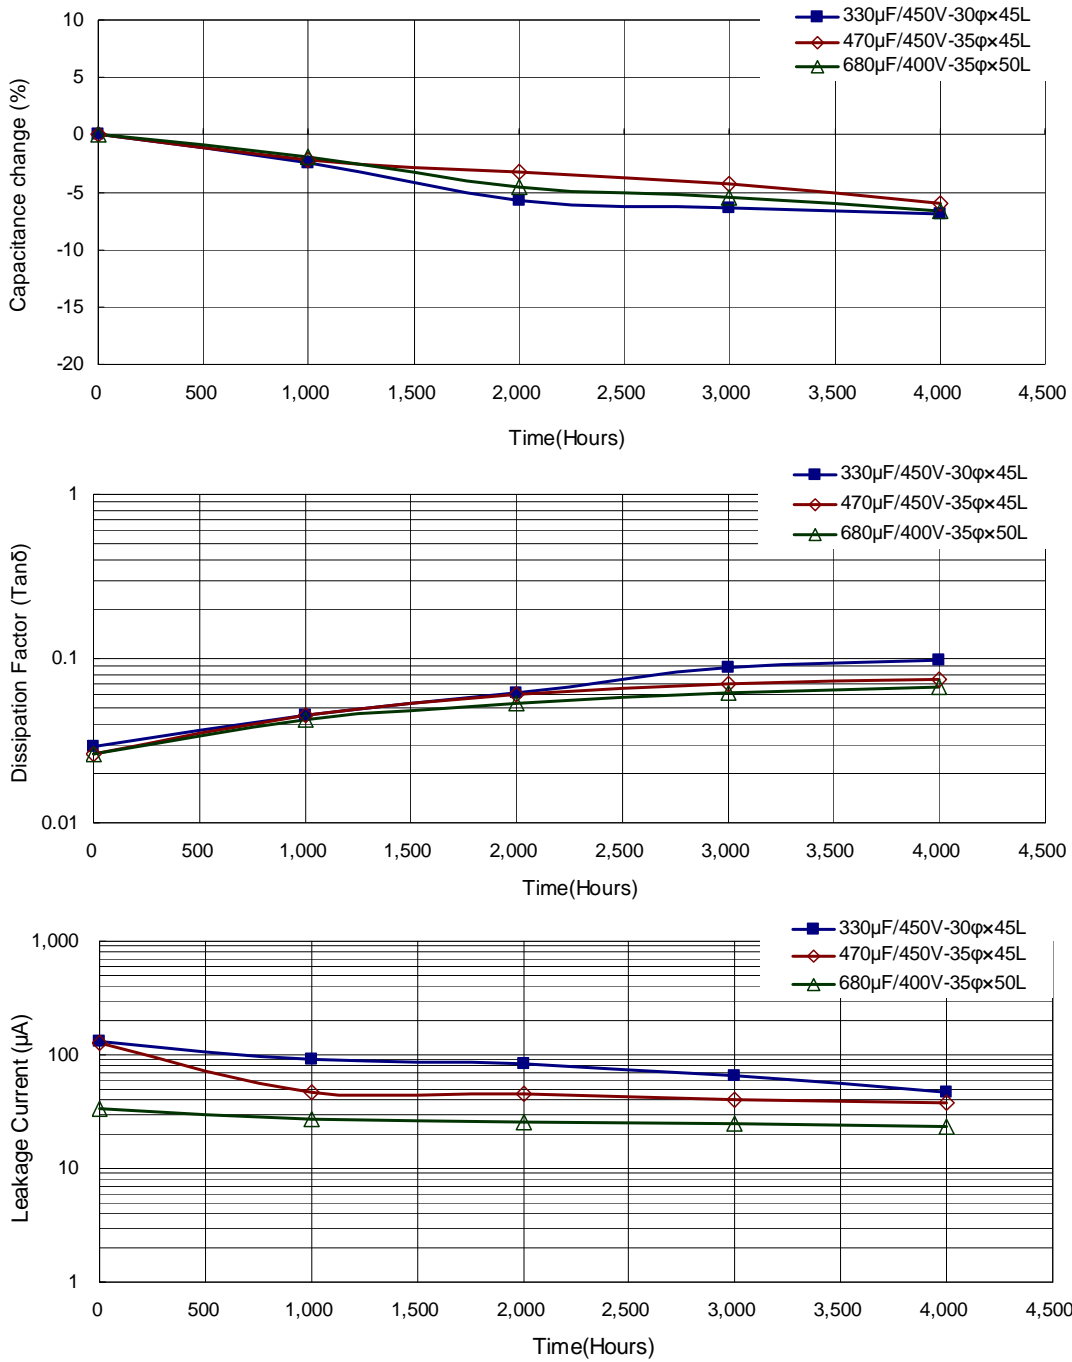 330µF/450V-30φ×45L
470µF/450V-35φ×45L
680µF/400V-35φ×50L
Capacitance change (%)
10
5
0
-5
-10
-15
-20
0 500 1,000 1,500 2,000 2,500 3,000 3,500 4,000 4,500
Time(Hours)
330µF/450V-30φ×45L
470µF/450V-35φ×45L
680µF/400V-35φ×50L
Dissipation Factor (Tanδ)
1
0.1
0.01
0 500 1,000 1,500 2,000 2,500 3,000 3,500 4,000 4,500
Time(Hours)
330µF/450V-30φ×45L
470µF/450V-35φ×45L
680µF/400V-35φ×50L
Leakage Current (µA)
1,000
100
10
1
0 500 1,000 1,500 2,000 2,500 3,000 3,500 4,000 4,500
Time(Hours)